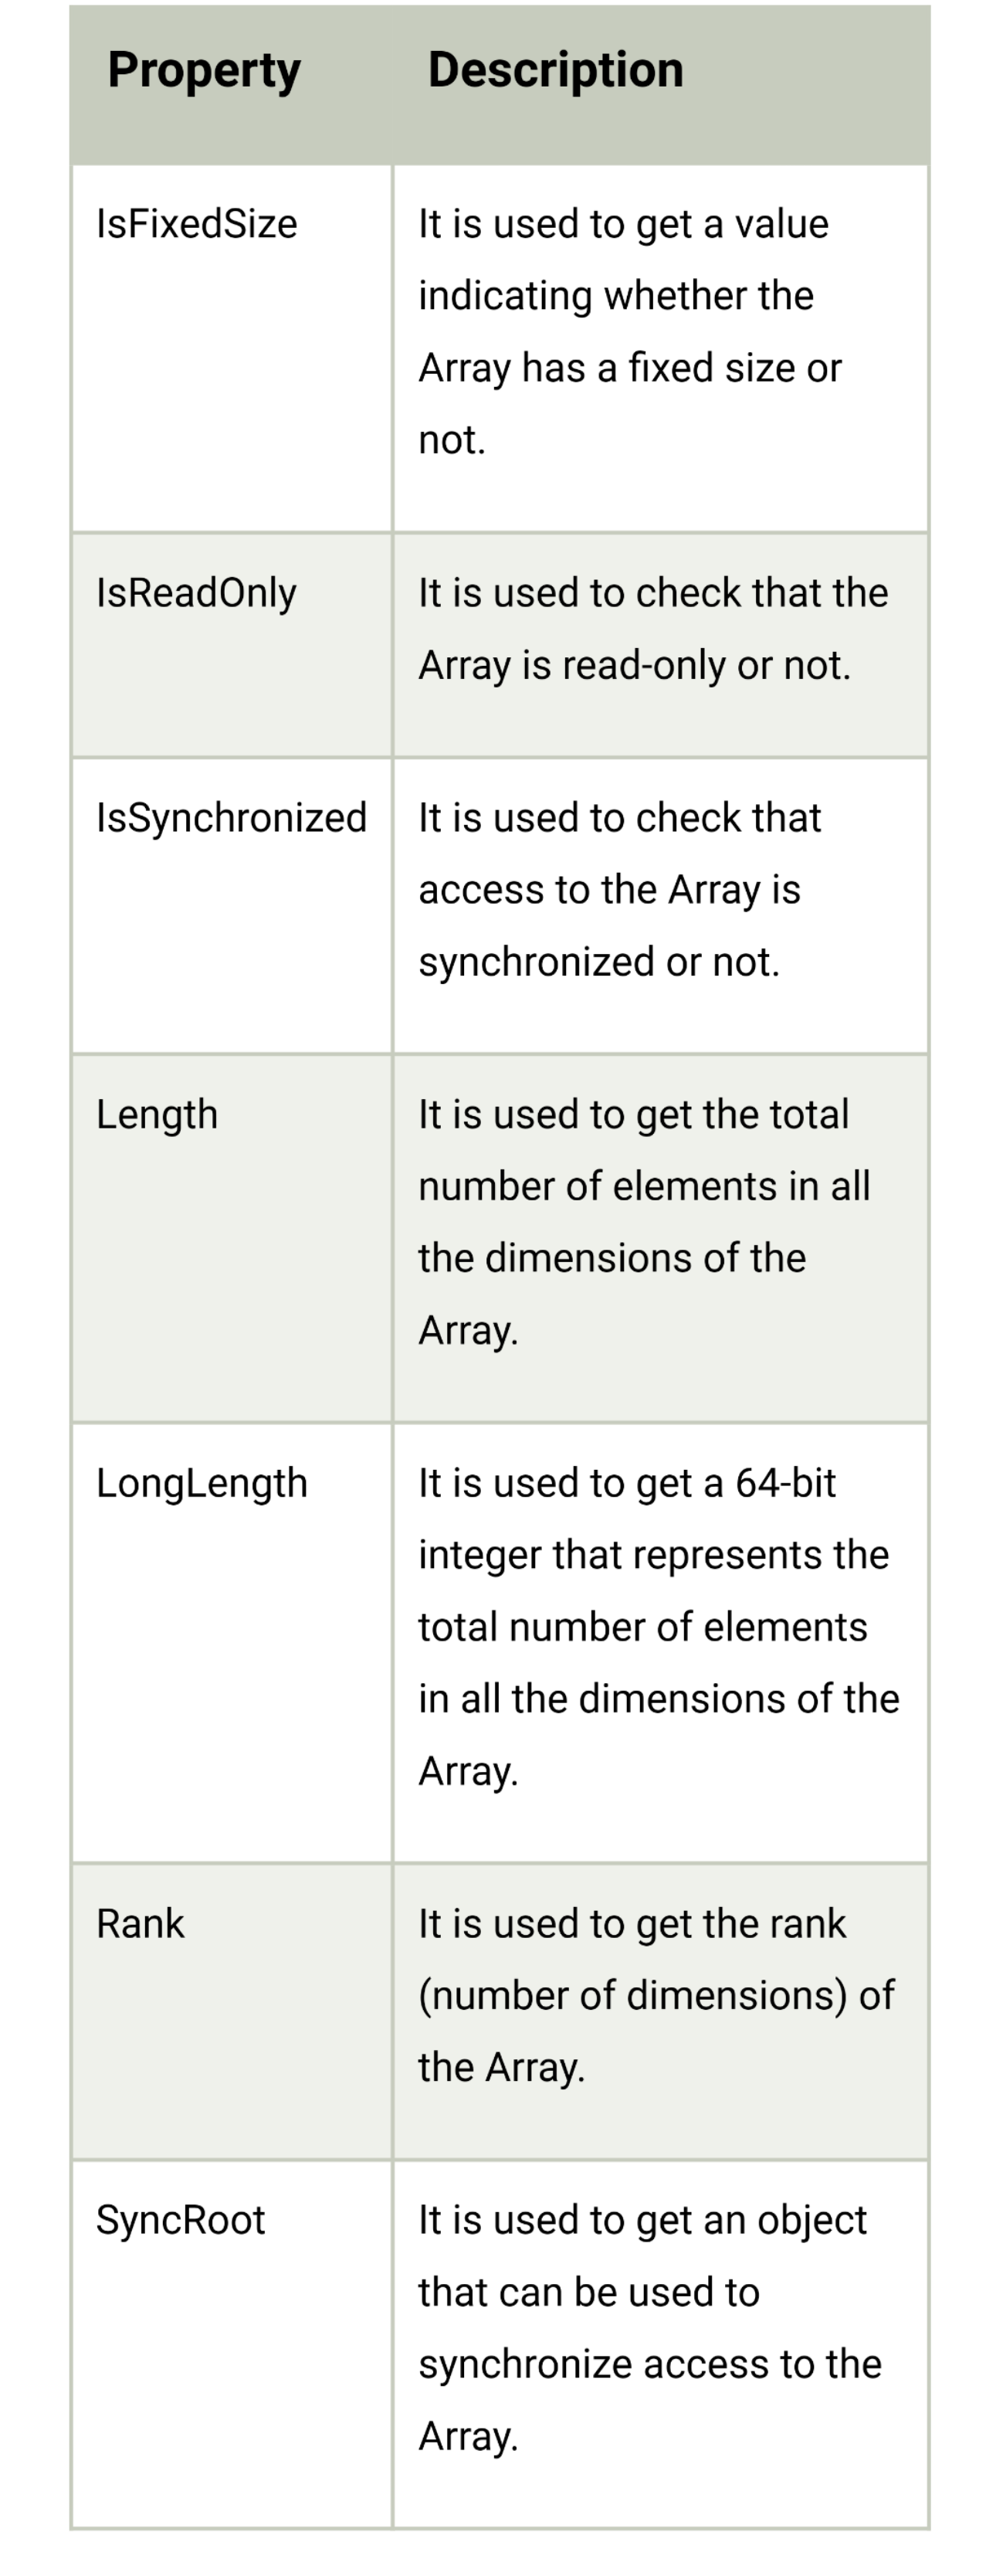 Property Description
IsFixedSize It is used to get a value
indicating whether the
Array has a fixed size or
not.
IsReadOnly It is used to check that the
Array is read-only or not.
IsSynchronized It is used to check that
access to the Array is
synchronized or not.
Length It is used to get the total
number of elements in all
the dimensions of the
Array.
LongLength It is used to get a 64-bit
integer that represents the
total number of elements
in all the dimensions of the
Array.
Rank It is used to get the rank
(number of dimensions) of
the Array.
SyncRoot It is used to get an object
that can be used to
synchronize access to the
Array.